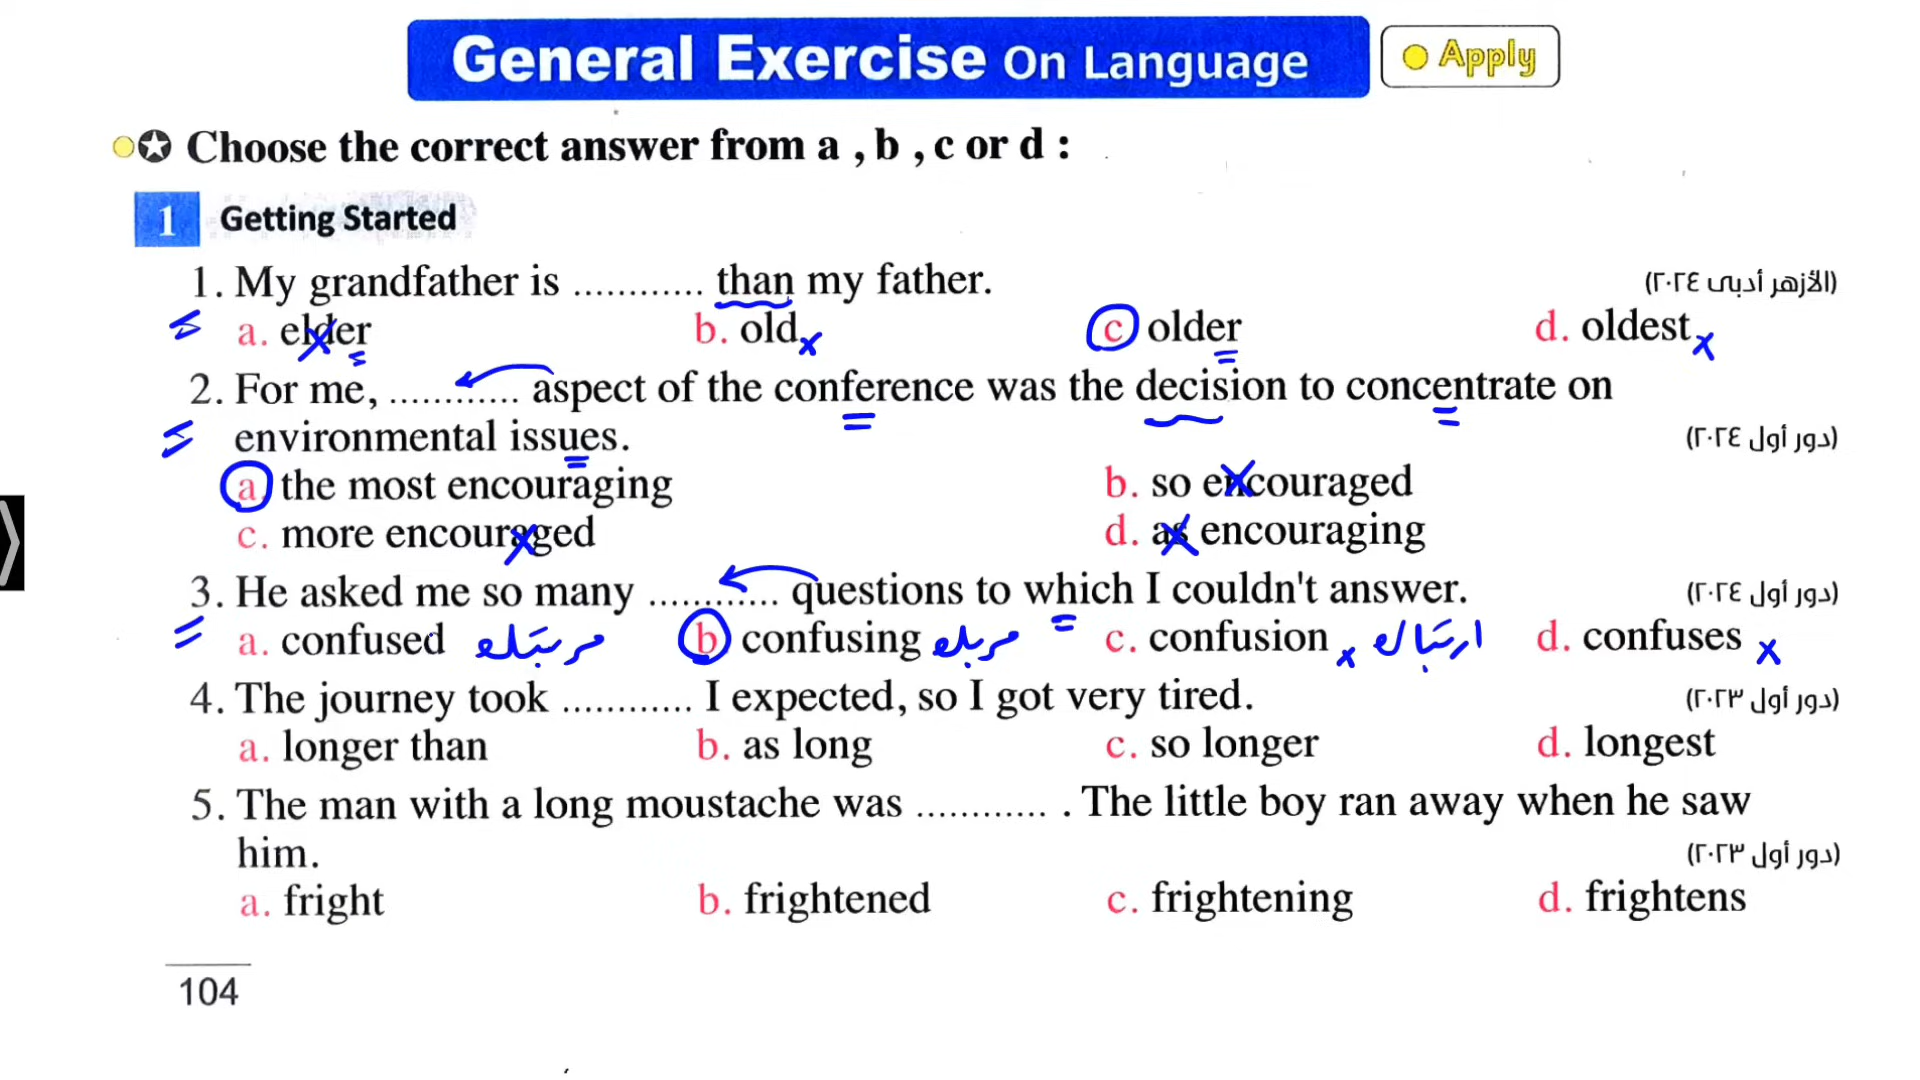 General Exercise On Language
Apply
Choose the correct answer from a , b , c or d :
1 Getting Started
1. My grandfather is ............ than my father. (الأزهر أدبى ٢٠٢٤)
a. elder b. old c older d. oldest
2. For me, ............ aspect of the conference was the decision to concentrate on
environmental issues. (دور أول ٢٠٢٤)
a. the most encouraging b. so encouraged
c. more encouraged d. as encouraging
3. He asked me so many ............ questions to which I couldn't answer. (دور أول ٢٠٢٤)
a. confused مرتبك b confusing مربك c. confusion ارتباك d. confuses
4. The journey took ............ I expected, so I got very tired. (دور أول ٢٠٢٣)
a. longer than b. as long c. so longer d. longest
5. The man with a long moustache was ............ . The little boy ran away when he saw
him. (دور أول ٢٠٢٣)
a. fright b. frightened c. frightening d. frightens
104